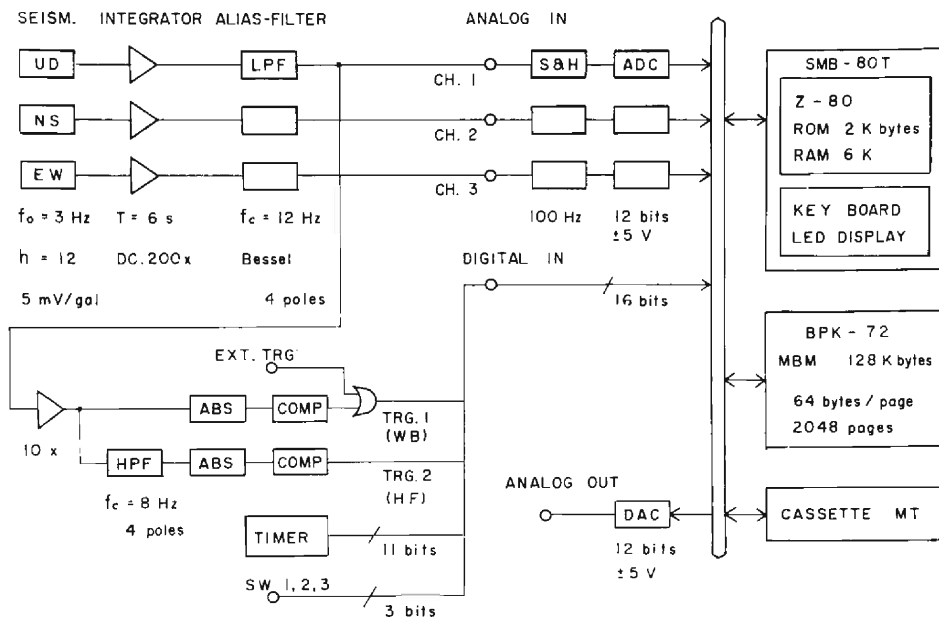 SEISM. INTEGRATOR ALIAS-FILTER
ANALOG IN
UD
LPF
CH. 1
S&H
ADC
NS
CH. 2
EW
CH. 3
fo = 3 Hz
T = 6 s
fc = 12 Hz
100 Hz
12 bits
±5 V
h = 12
DC. 200x
Bessel
5 mV/gal
4 poles
DIGITAL IN
16 bits
SMB - 80T
Z - 80
ROM 2 K bytes
RAM 6 K
KEY BOARD
LED DISPLAY
BPK - 72
MBM 128 K bytes
64 bytes / page
2048 pages
CASSETTE MT
EXT. TRG
10 x
ABS
COMP
TRG. 1
(WB)
HPF
ABS
COMP
TRG. 2
(HF)
fc = 8 Hz
4 poles
TIMER
11 bits
SW 1, 2, 3
3 bits
ANALOG OUT
DAC
12 bits
±5 V